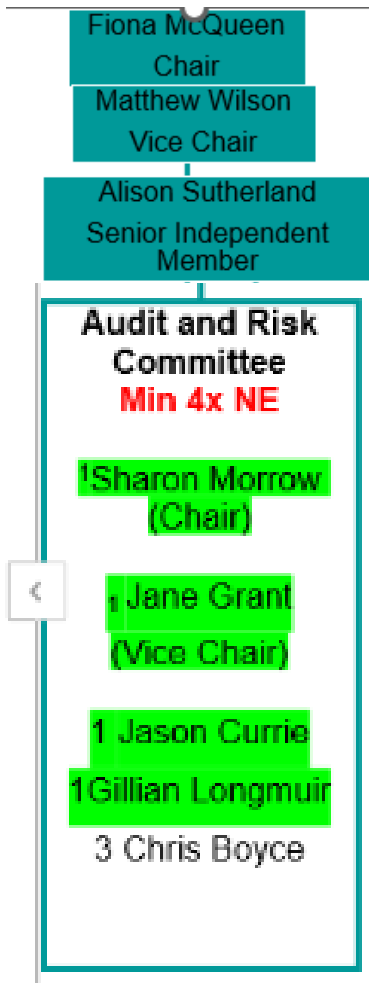 Fiona McQueen
Chair
Matthew Wilson
Vice Chair
Alison Sutherland
Senior Independent
Member
Audit and Risk
Committee
Min 4x NE
¹Sharon Morrow
(Chair)
₁ Jane Grant
(Vice Chair)
1 Jason Currie
1Gillian Longmuir
3 Chris Boyce